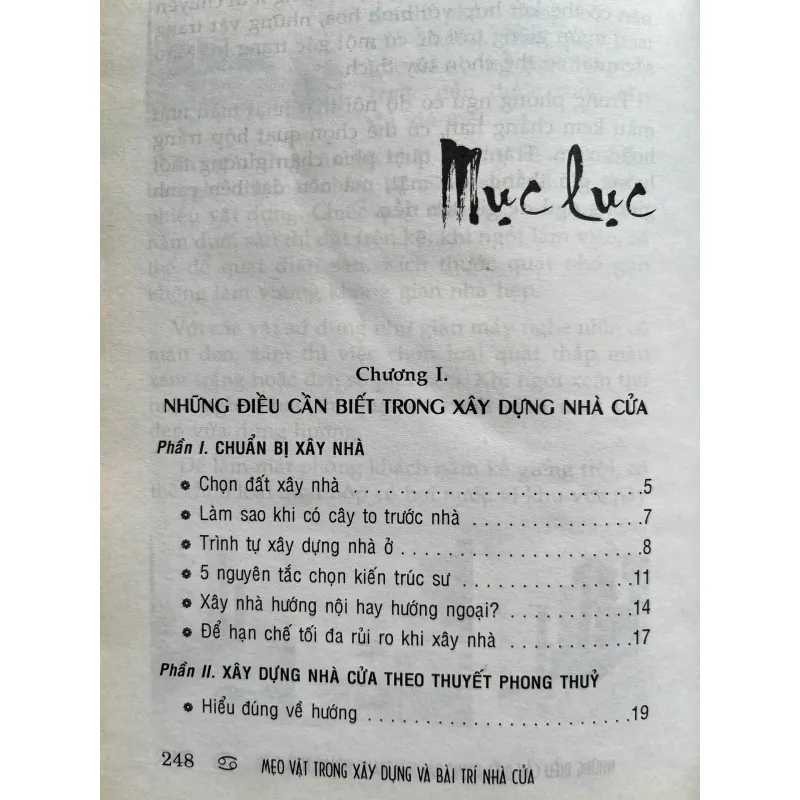 Mục lục
Chương I.
NHỮNG ĐIỀU CẦN BIẾT TRONG XÂY DỰNG NHÀ CỬA
Phần I. CHUẨN BỊ XÂY NHÀ
Chọn đất xây nhà ..............................5
Làm sao khi có cây to trước nhà ................7
Trình tự xây dựng nhà ở ........................8
5 nguyên tắc chọn kiến trúc sư .................11
Xây nhà hướng nội hay hướng ngoại? .............14
Để hạn chế tối đa rủi ro khi xây nhà ...........17
Phần II. XÂY DỰNG NHÀ CỬA THEO THUYẾT PHONG THUỶ
Hiểu đúng về hướng .............................19
248 ♋ MẸO VẶT TRONG XÂY DỰNG VÀ BÀI TRÍ NHÀ CỬA